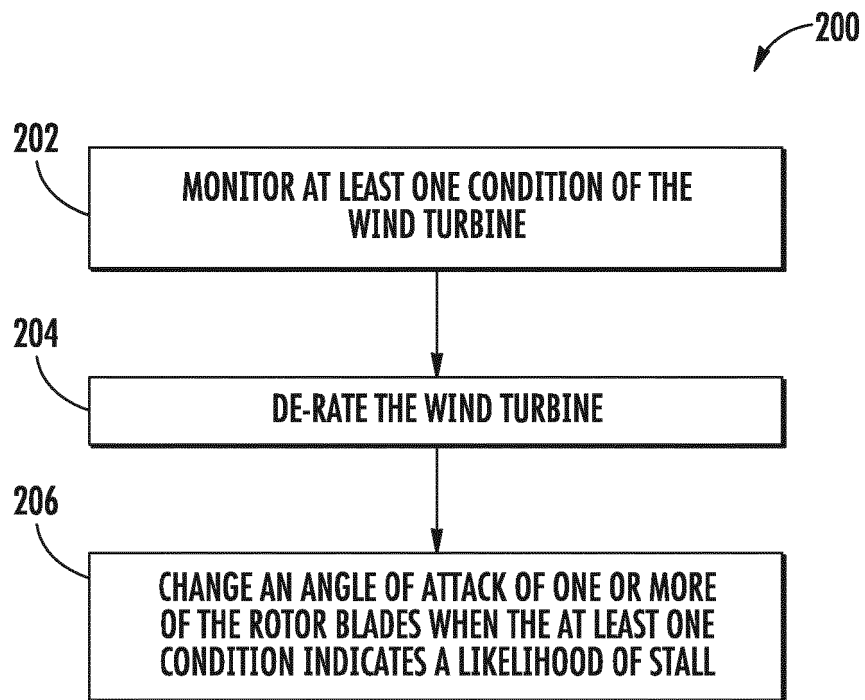 200
202
MONITOR AT LEAST ONE CONDITION OF THE
WIND TURBINE
204
DE-RATE THE WIND TURBINE
206
CHANGE AN ANGLE OF ATTACK OF ONE OR MORE
OF THE ROTOR BLADES WHEN THE AT LEAST ONE
CONDITION INDICATES A LIKELIHOOD OF STALL